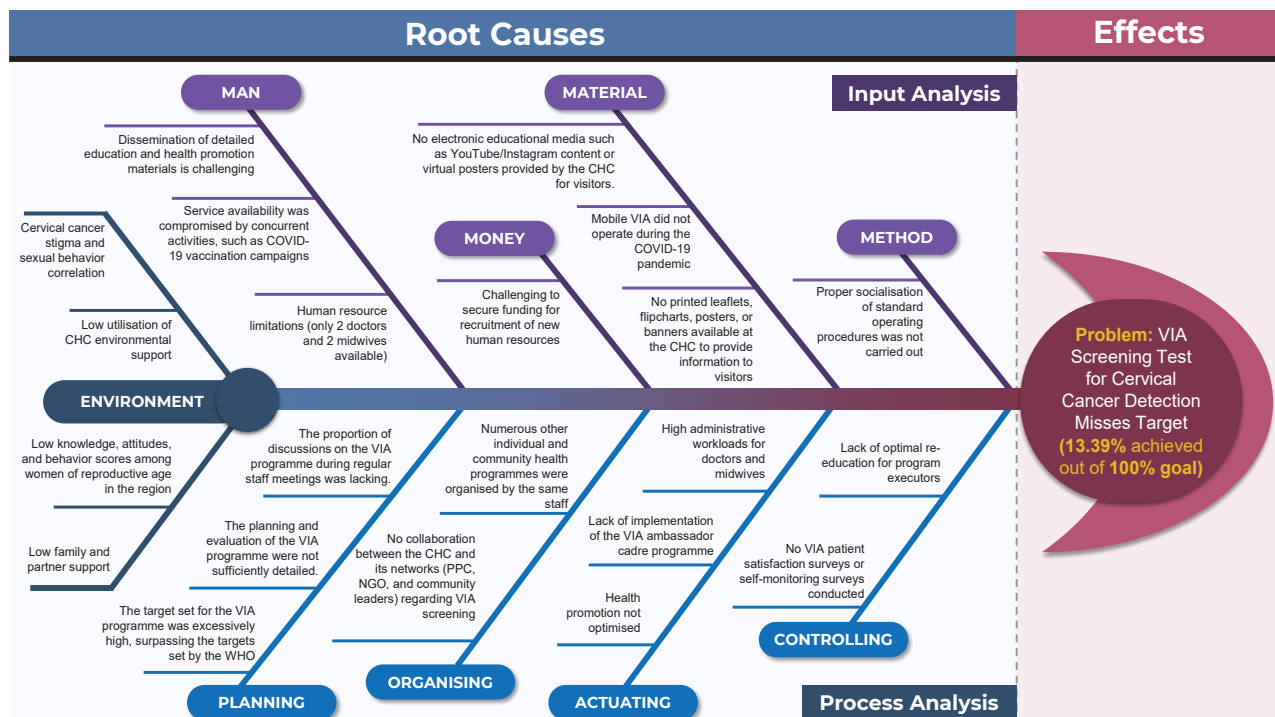 Root Causes
Effects
Input Analysis
MAN
Dissemination of detailed
education and health promotion
materials is challenging
Service availability was
compromised by concurrent
activities, such as COVID-
19 vaccination campaigns
Human resource
limitations (only 2 doctors
and 2 midwives
available)
MONEY
Challenging to
secure funding for
recruitment of new
human resources
MATERIAL
No electronic educational media such
as YouTube/Instagram content or
virtual posters provided by the CHC
for visitors.
Mobile VIA did not
operate during the
COVID-19
pandemic
No printed leaflets,
flipcharts, posters, or
banners available at
the CHC to provide
information to
visitors
METHOD
Proper socialisation
of standard
operating
procedures was not
carried out
Cervical cancer
stigma and
sexual behavior
correlation
Low utilisation of
CHC environmental
support
ENVIRONMENT
Low knowledge, attitudes,
and behavior scores among
women of reproductive age
in the region
Low family and
partner support
The proportion of
discussions on the VIA
programme during regular
staff meetings was lacking.
The planning and
evaluation of the VIA
programme were not
sufficiently detailed.
The target set for the VIA
programme was excessively
high, surpassing the targets
set by the WHO
PLANNING
Numerous other
individual and
community health
programmes were
organised by the same
staff
No collaboration
between the CHC and
its networks (PPC,
NGO, and community
leaders) regarding VIA
screening
ORGANISING
High administrative
workloads for
doctors and
midwives
Lack of implementation
of the VIA ambassador
cadre programme
Health
promotion not
optimised
ACTUATING
Lack of optimal re-
education for program
executors
No VIA patient
satisfaction surveys or
self-monitoring surveys
conducted
CONTROLLING
Process Analysis
Problem: VIA
Screening Test
for Cervical
Cancer Detection
Misses Target
(13.39% achieved
out of 100% goal)